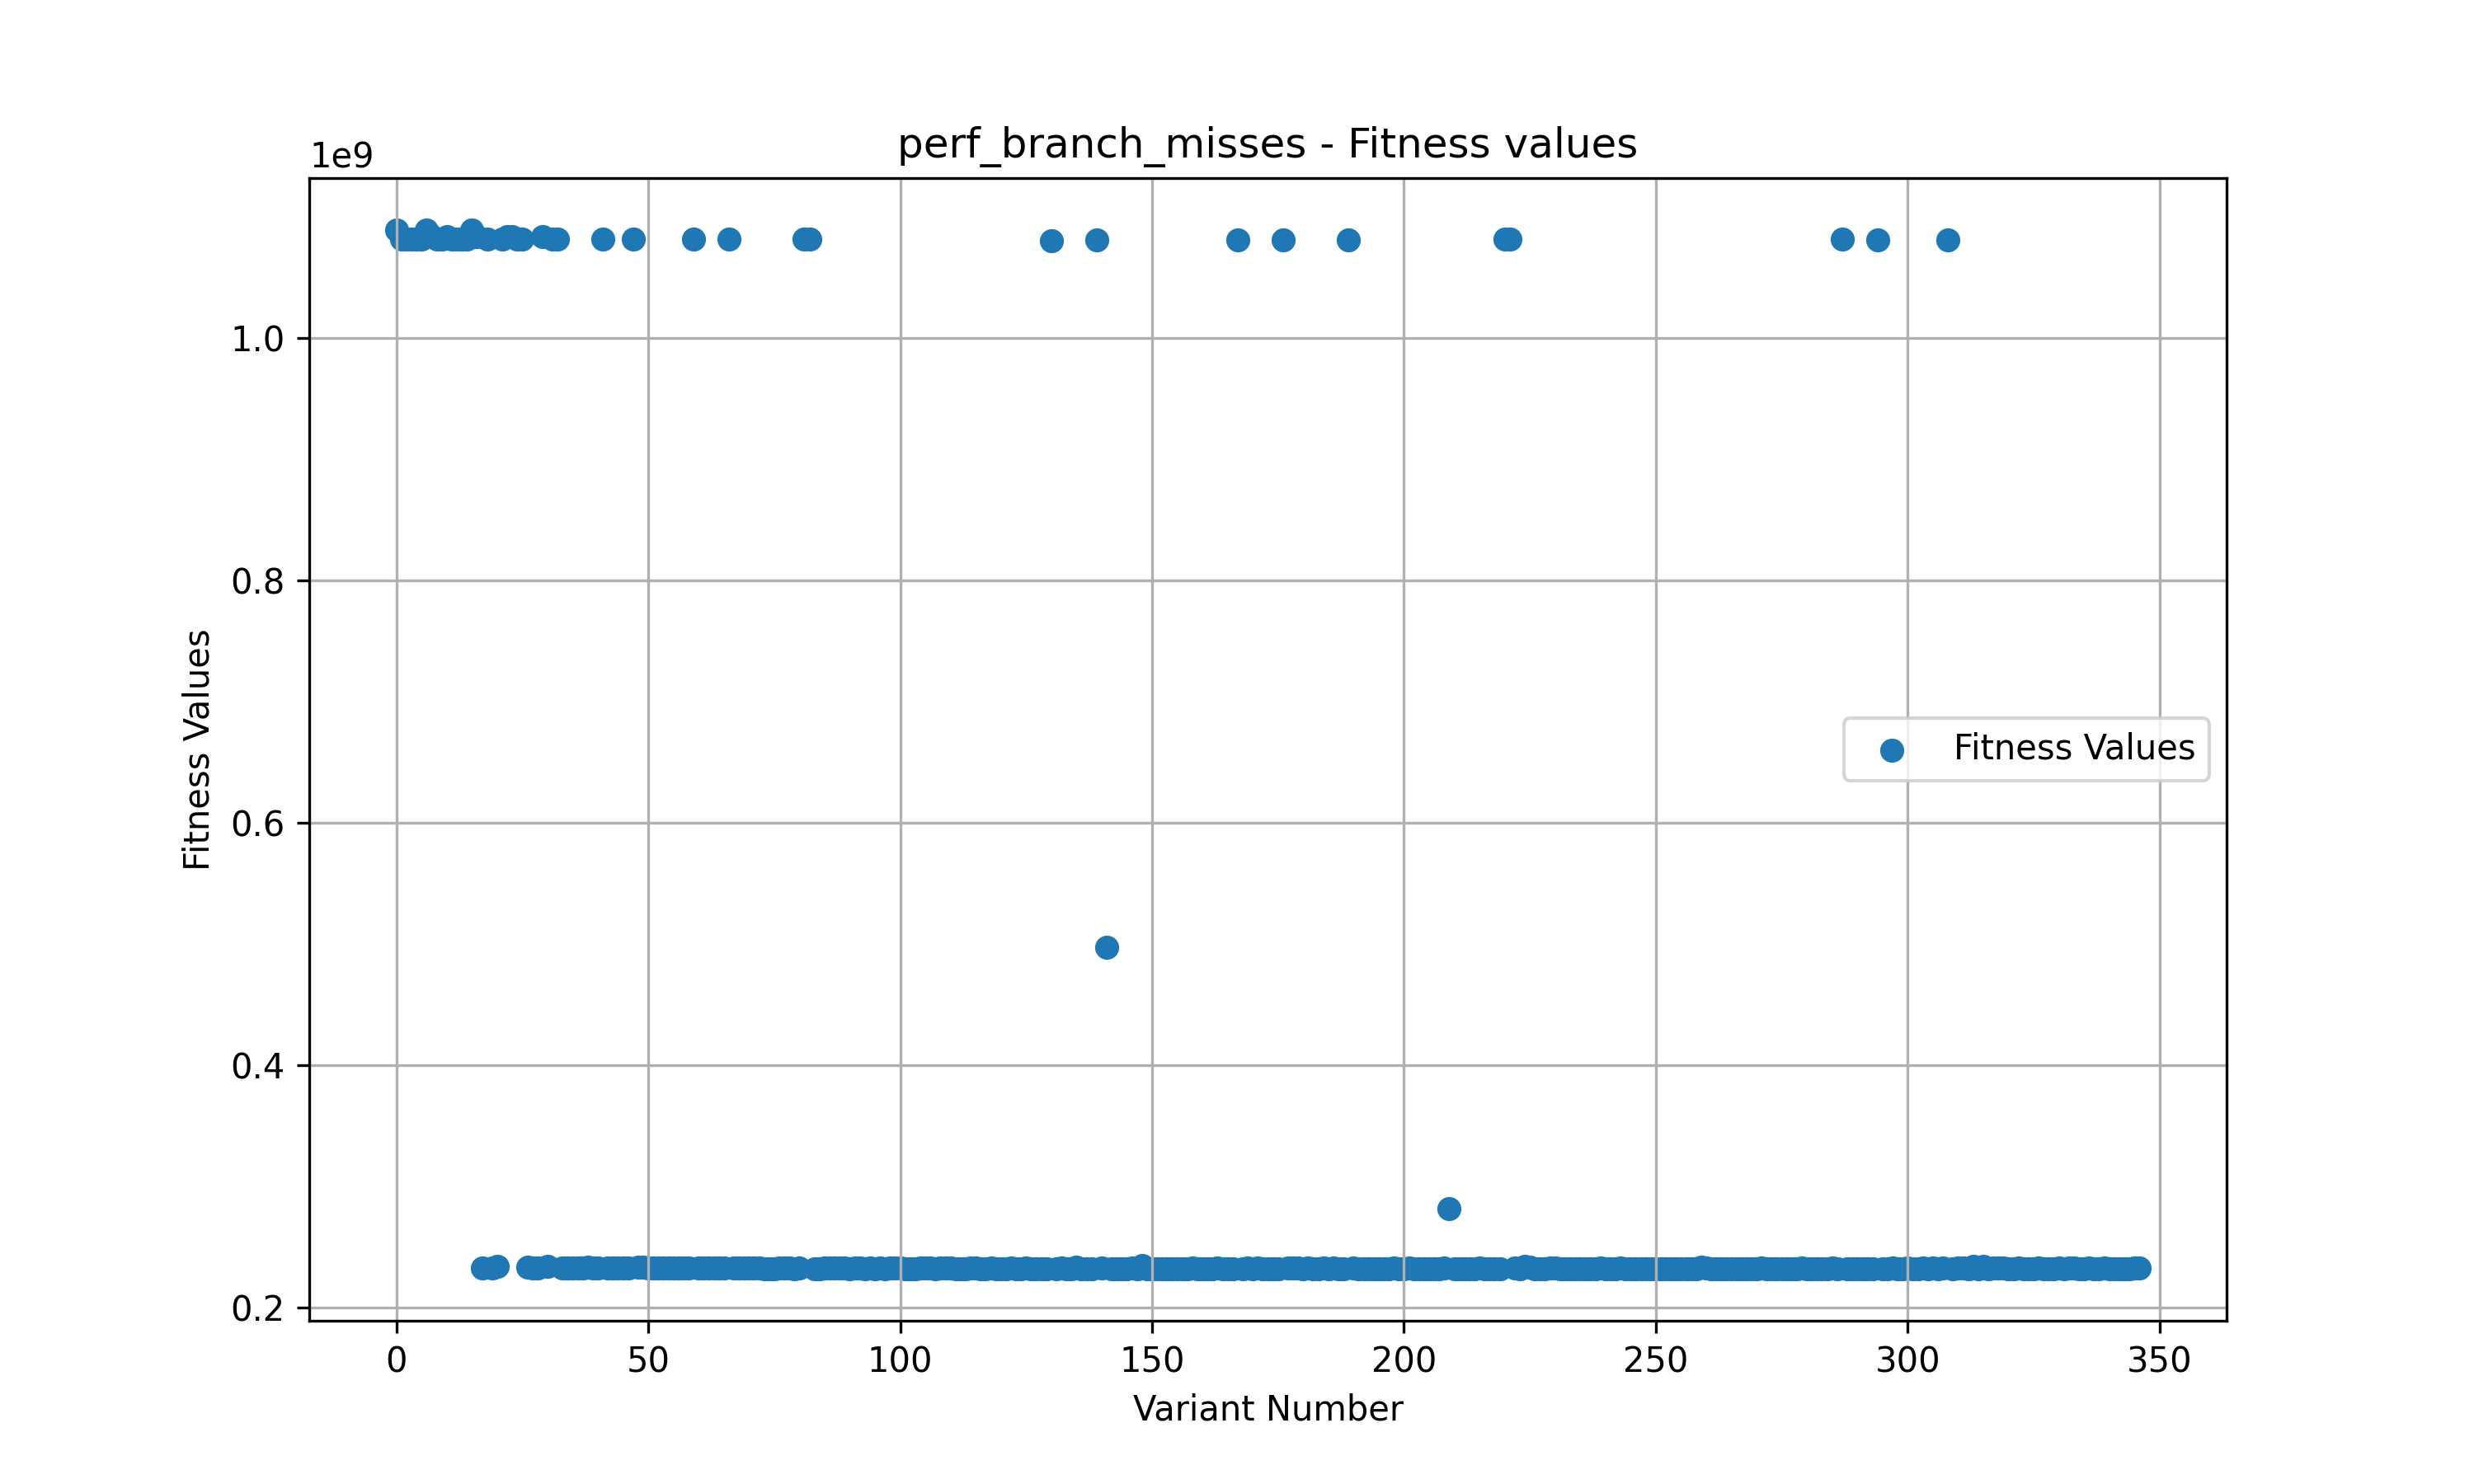 perf_branch_misses - Fitness values
1e9
1.0
0.8
0.6
0.4
0.2
Fitness Values
Fitness Values
0 50 100 150 200 250 300 350
Variant Number